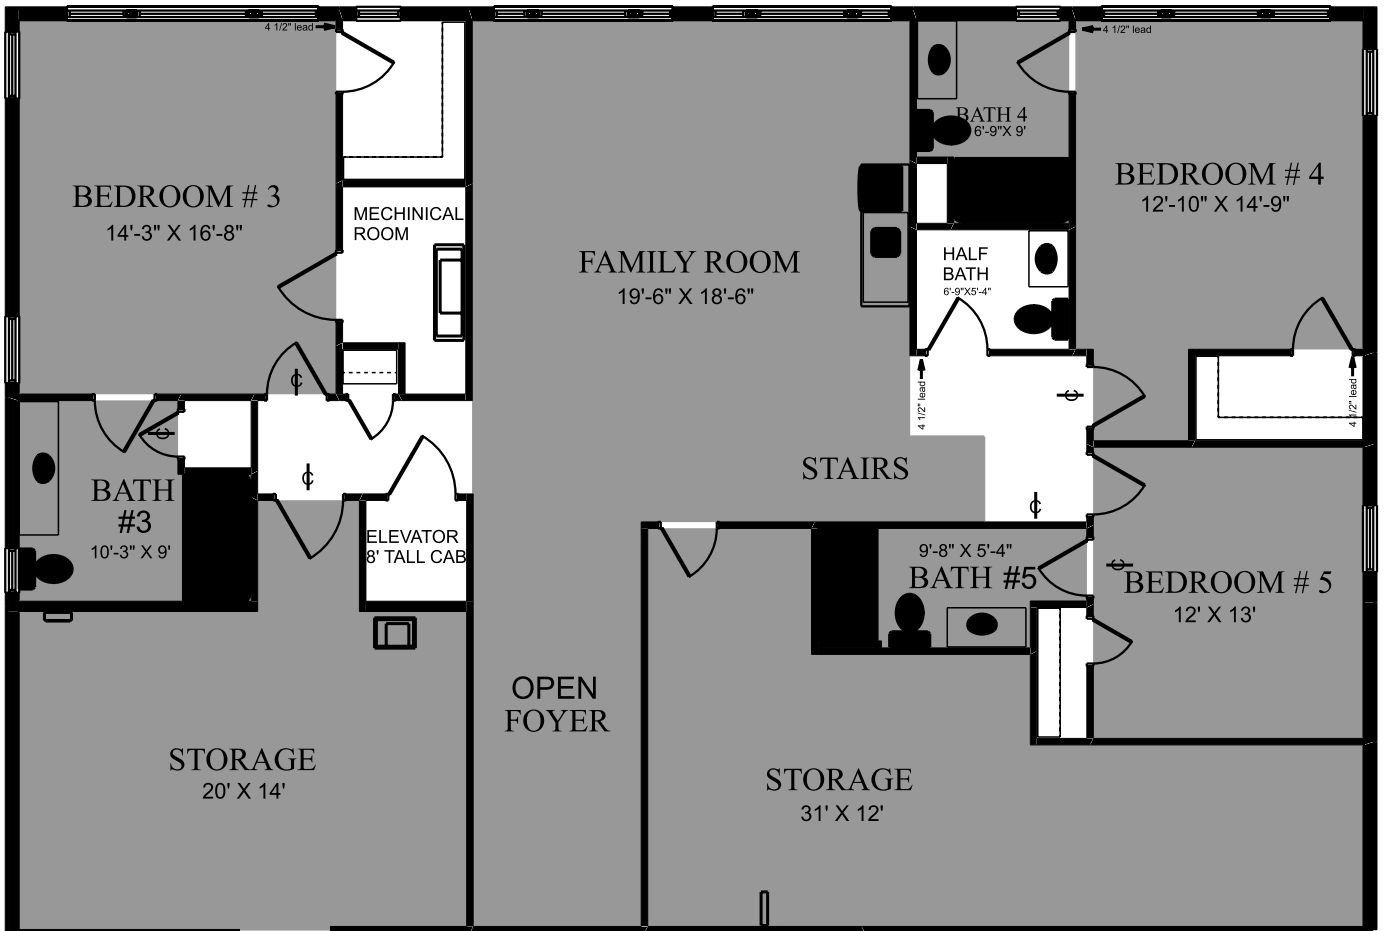 4 1/2" lead
4 1/2" lead
BATH 4
6'-9"X 9'
BEDROOM # 3
14'-3" X 16'-8"
MECHINICAL
ROOM
FAMILY ROOM
19'-6" X 18'-6"
BEDROOM # 4
12'-10" X 14'-9"
HALF
BATH
6'-9"X5'-4"
4 1/2" lead
4 1/2" lead
STAIRS
BATH
#3
10'-3" X 9'
ELEVATOR
8' TALL CAB
9'-8" X 5'-4"
BATH #5
BEDROOM # 5
12' X 13'
OPEN
FOYER
STORAGE
20' X 14'
STORAGE
31' X 12'